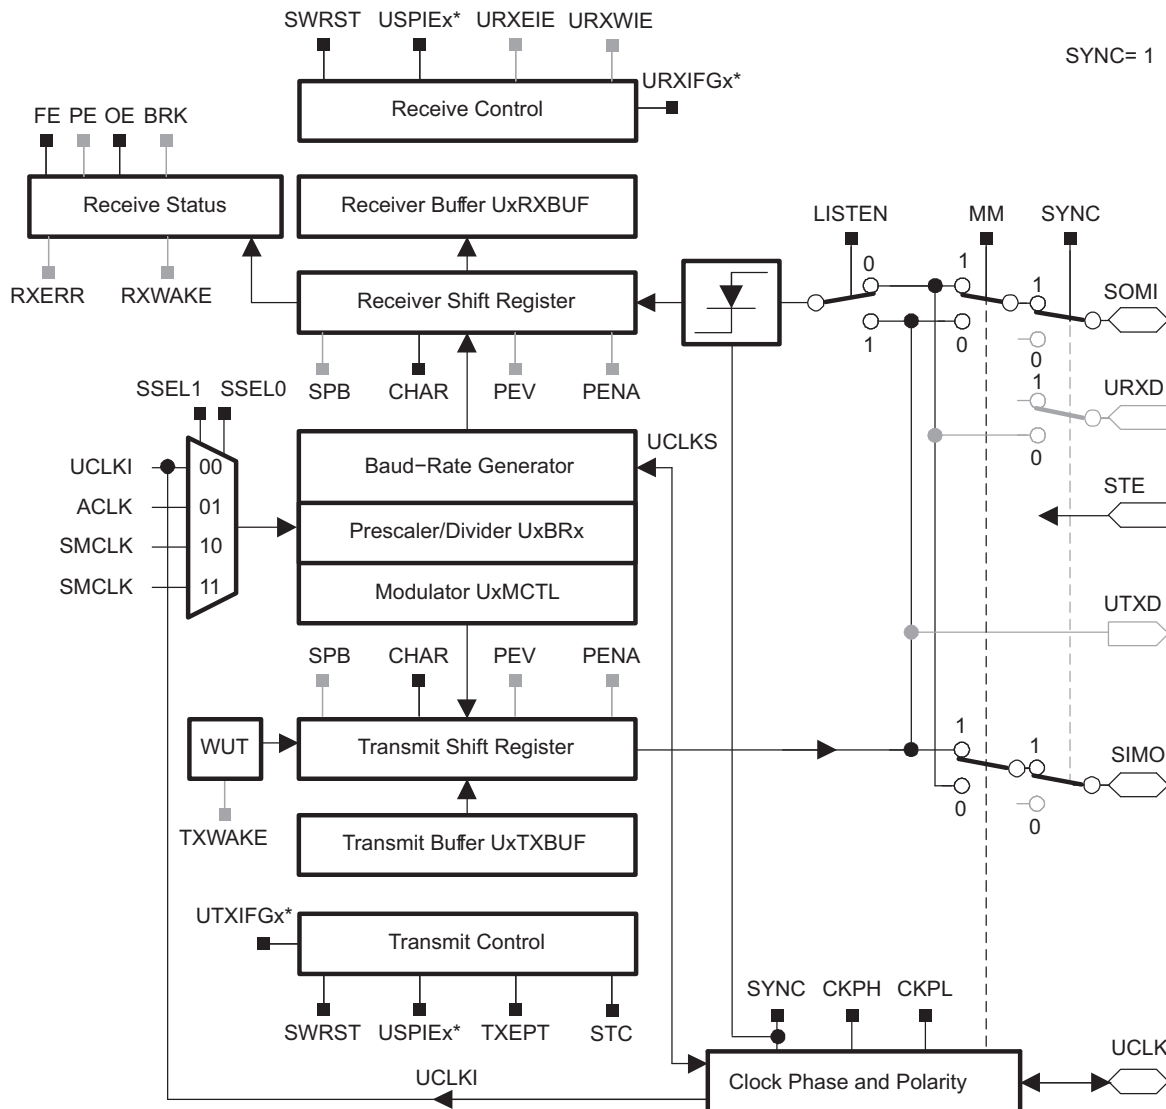 SWRST USPIEx* URXEIE URXWIE
SYNC= 1
URXIFGx*
Receive Control
FE PE OE BRK
Receive Status
Receiver Buffer UxRXBUF
LISTEN MM SYNC
RXERR RXWAKE
Receiver Shift Register
0 1 1
SOMI
1 0 0
SPB CHAR PEV PENA
SSEL1 SSEL0
1
URXD
UCLKS
0
UCLKI 00
Baud−Rate Generator
ACLK 01
STE
Prescaler/Divider UxBRx
SMCLK 10
SMCLK 11
Modulator UxMCTL
UTXD
SPB CHAR PEV PENA
WUT
Transmit Shift Register
1 1
SIMO
0 0
TXWAKE
Transmit Buffer UxTXBUF
UTXIFGx*
Transmit Control
SYNC CKPH CKPL
SWRST USPIEx* TXEPT STC
UCLK
UCLKI
Clock Phase and Polarity